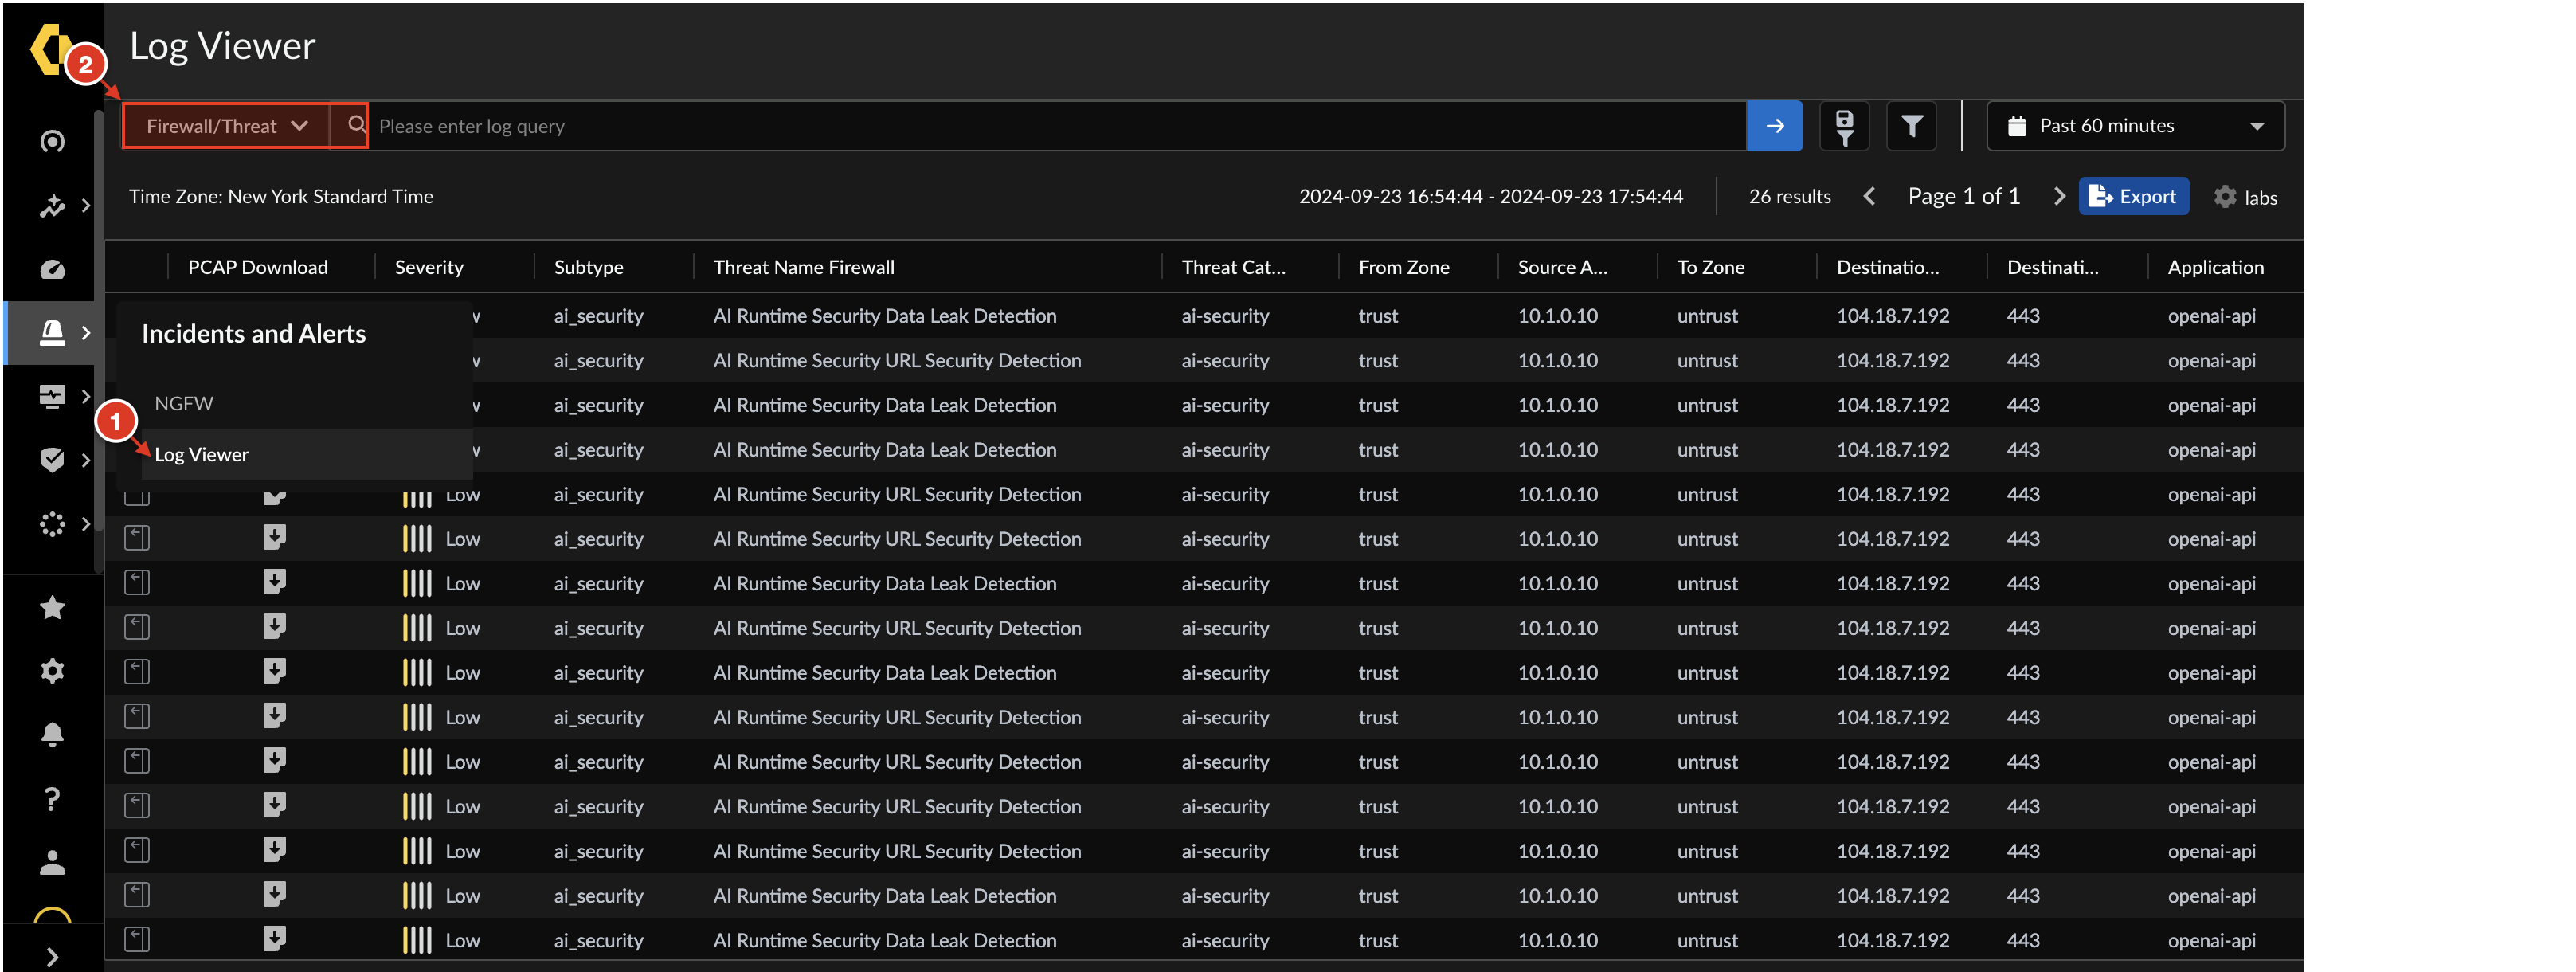 Log Viewer
2
Firewall/Threat Please enter log query Past 60 minutes
Time Zone: New York Standard Time 2024-09-23 16:54:44 - 2024-09-23 17:54:44 26 results Page 1 of 1 Export labs
PCAP Download Severity Subtype Threat Name Firewall Threat Cat... From Zone Source A... To Zone Destinatio... Destinati... Application
ai_security AI Runtime Security Data Leak Detection ai-security trust 10.1.0.10 untrust 104.18.7.192 443 openai-api
Incidents and Alerts
ai_security AI Runtime Security URL Security Detection ai-security trust 10.1.0.10 untrust 104.18.7.192 443 openai-api
NGFW ai_security AI Runtime Security Data Leak Detection ai-security trust 10.1.0.10 untrust 104.18.7.192 443 openai-api
1
Log Viewer ai_security AI Runtime Security Data Leak Detection ai-security trust 10.1.0.10 untrust 104.18.7.192 443 openai-api
Low ai_security AI Runtime Security URL Security Detection ai-security trust 10.1.0.10 untrust 104.18.7.192 443 openai-api
Low ai_security AI Runtime Security URL Security Detection ai-security trust 10.1.0.10 untrust 104.18.7.192 443 openai-api
Low ai_security AI Runtime Security Data Leak Detection ai-security trust 10.1.0.10 untrust 104.18.7.192 443 openai-api
Low ai_security AI Runtime Security URL Security Detection ai-security trust 10.1.0.10 untrust 104.18.7.192 443 openai-api
Low ai_security AI Runtime Security Data Leak Detection ai-security trust 10.1.0.10 untrust 104.18.7.192 443 openai-api
Low ai_security AI Runtime Security URL Security Detection ai-security trust 10.1.0.10 untrust 104.18.7.192 443 openai-api
Low ai_security AI Runtime Security URL Security Detection ai-security trust 10.1.0.10 untrust 104.18.7.192 443 openai-api
Low ai_security AI Runtime Security URL Security Detection ai-security trust 10.1.0.10 untrust 104.18.7.192 443 openai-api
Low ai_security AI Runtime Security URL Security Detection ai-security trust 10.1.0.10 untrust 104.18.7.192 443 openai-api
Low ai_security AI Runtime Security Data Leak Detection ai-security trust 10.1.0.10 untrust 104.18.7.192 443 openai-api
Low ai_security AI Runtime Security Data Leak Detection ai-security trust 10.1.0.10 untrust 104.18.7.192 443 openai-api